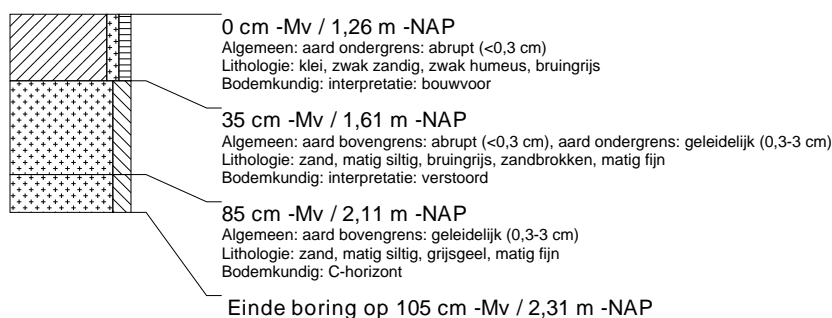 0 cm -Mv / 1,26 m -NAP
Algemeen: aard ondergrens: abrupt (<0,3 cm)
Lithologie: klei, zwak zandig, zwak humeus, bruingrijs
Bodemkundig: interpretatie: bouwvoor
35 cm -Mv / 1,61 m -NAP
Algemeen: aard bovengrens: abrupt (<0,3 cm), aard ondergrens: geleidelijk (0,3-3 cm)
Lithologie: zand, matig siltig, bruingrijs, zandbrokken, matig fijn
Bodemkundig: interpretatie: verstoord
85 cm -Mv / 2,11 m -NAP
Algemeen: aard bovengrens: geleidelijk (0,3-3 cm)
Lithologie: zand, matig siltig, grijsgeel, matig fijn
Bodemkundig: C-horizont
Einde boring op 105 cm -Mv / 2,31 m -NAP